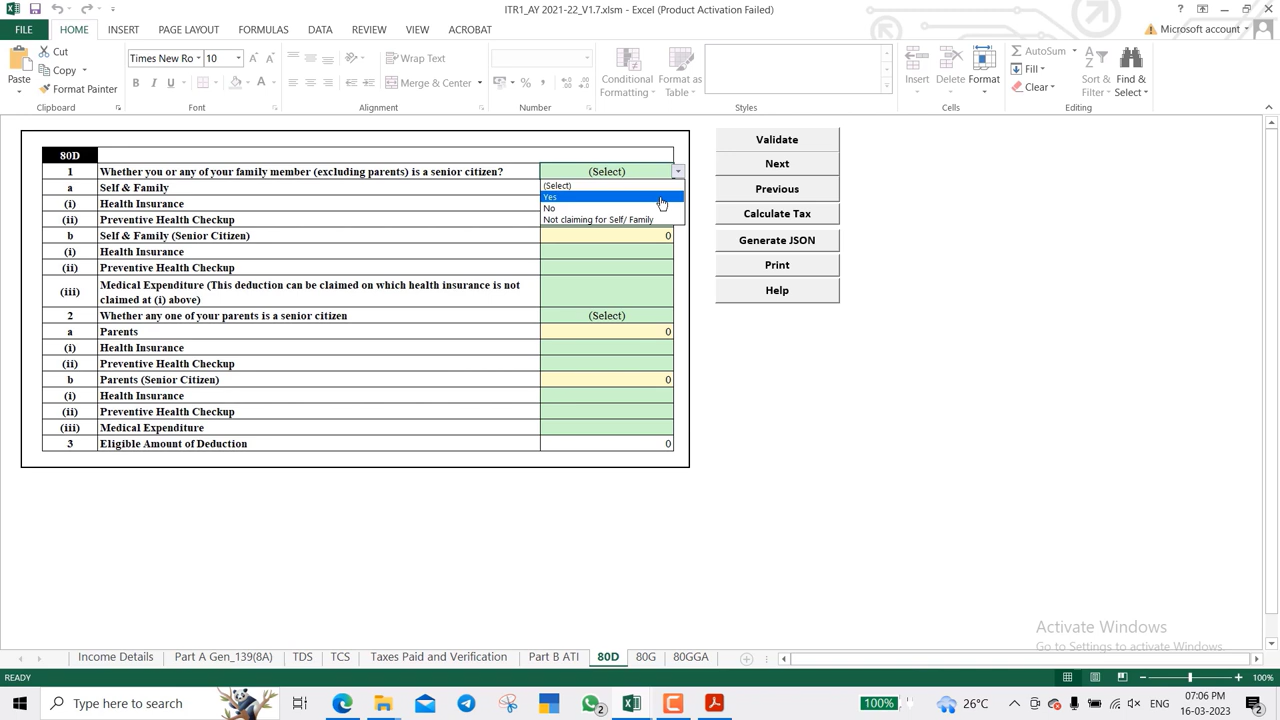 ITR1_AY 2021-22_V1.7.xlsm - Excel (Product Activation Failed)
FILE HOME INSERT PAGE LAYOUT FORMULAS DATA REVIEW VIEW ACROBAT Microsoft account
Cut
Copy
Format Painter
Paste
Clipboard
Times New Ro 10
B I U
Font
Wrap Text
Merge & Center
Alignment
Number
Conditional Formatting
Format as Table
Styles
Insert Delete Format
Cells
AutoSum
Fill
Clear
Sort & Filter
Find & Select
Editing
80D
1 Whether you or any of your family member (excluding parents) is a senior citizen? (Select)
a Self & Family
(Select)
Yes
No
Not claiming for Self/ Family
(i) Health Insurance
(ii) Preventive Health Checkup
b Self & Family (Senior Citizen) 0
(i) Health Insurance
(ii) Preventive Health Checkup
(iii) Medical Expenditure (This deduction can be claimed on which health insurance is not
claimed at (i) above)
2 Whether any one of your parents is a senior citizen (Select)
a Parents 0
(i) Health Insurance
(ii) Preventive Health Checkup
b Parents (Senior Citizen) 0
(i) Health Insurance
(ii) Preventive Health Checkup
(iii) Medical Expenditure
3 Eligible Amount of Deduction 0
Validate
Next
Previous
Calculate Tax
Generate JSON
Print
Help
Activate Windows
Go to Settings to activate Windows.
Income Details Part A Gen_139(8A) TDS TCS Taxes Paid and Verification Part B ATI 80D 80G 80GGA
READY 100%
Type here to search 2 100% 26°C ENG 07:06 PM
16-03-2023 2